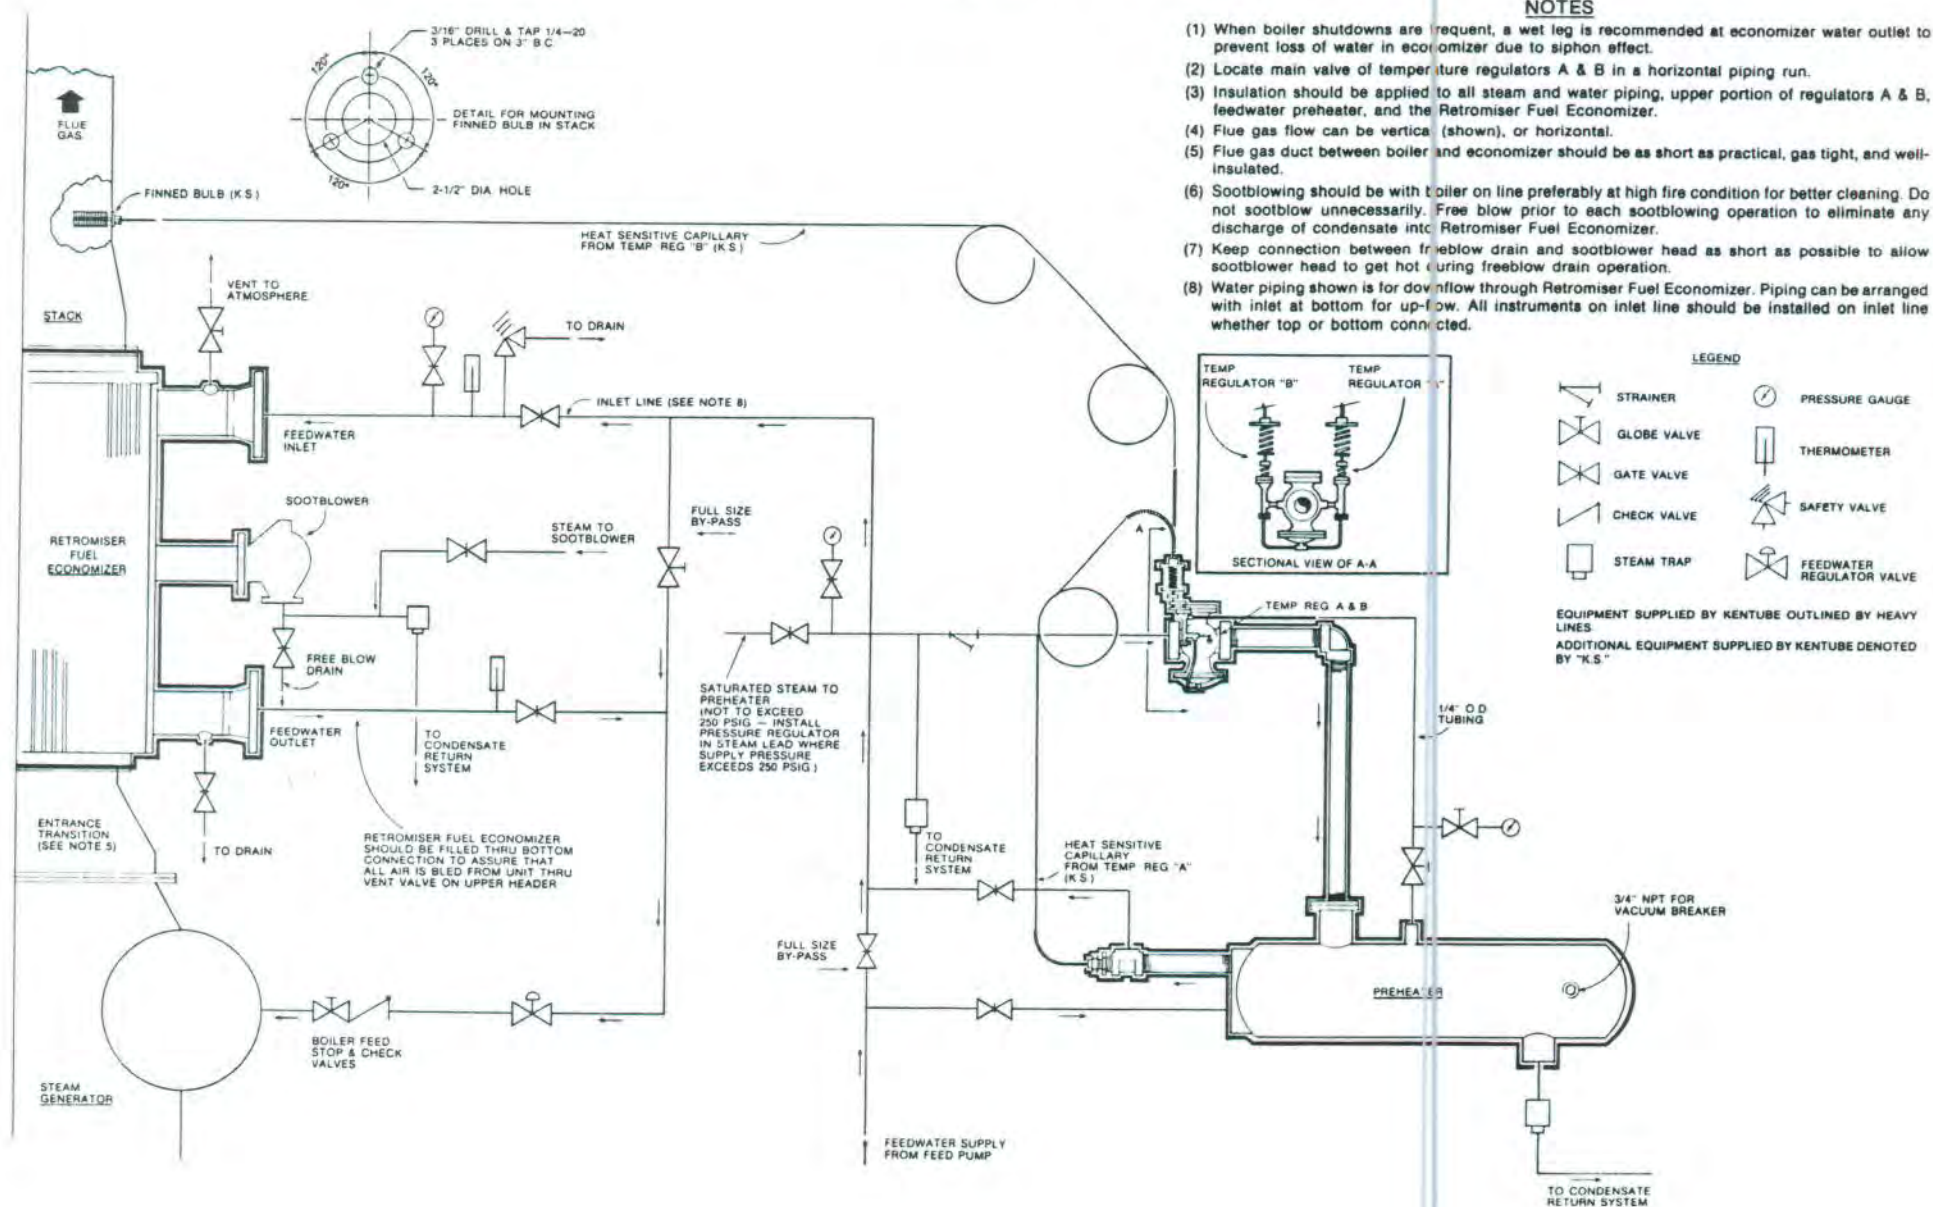 3/16" DRILL & TAP 1/4—20
3 PLACES ON 3" B.C.
120°
120°
120°
DETAIL FOR MOUNTING
FINNED BULB IN STACK
2-1/2" DIA. HOLE
FLUE
GAS
FINNED BULB (K.S.)
HEAT SENSITIVE CAPILLARY
FROM TEMP REG "B" (K.S.)
VENT TO
ATMOSPHERE
STACK
TO DRAIN
INLET LINE (SEE NOTE 8)
FEEDWATER
INLET
SOOTBLOWER
RETROMISER
FUEL
ECONOMIZER
STEAM TO
SOOTBLOWER
FULL SIZE
BY-PASS
FREE BLOW
DRAIN
FEEDWATER
OUTLET
TO
CONDENSATE
RETURN
SYSTEM
SATURATED STEAM TO
PREHEATER
(NOT TO EXCEED
250 PSIG — INSTALL
PRESSURE REGULATOR
IN STEAM LEAD WHERE
SUPPLY PRESSURE
EXCEEDS 250 PSIG.)
ENTRANCE
TRANSITION
(SEE NOTE 5)
TO DRAIN
RETROMISER FUEL ECONOMIZER
SHOULD BE FILLED THRU BOTTOM
CONNECTION TO ASSURE THAT
ALL AIR IS BLED FROM UNIT THRU
VENT VALVE ON UPPER HEADER
TO
CONDENSATE
RETURN
SYSTEM
HEAT SENSITIVE
CAPILLARY
FROM TEMP REG "A"
(K.S.)
FULL SIZE
BY-PASS
BOILER FEED
STOP & CHECK
VALVES
STEAM
GENERATOR
FEEDWATER SUPPLY
FROM FEED PUMP
NOTES
(1) When boiler shutdowns are frequent, a wet leg is recommended at economizer water outlet to
prevent loss of water in economizer due to siphon effect.
(2) Locate main valve of temperature regulators A & B in a horizontal piping run.
(3) Insulation should be applied to all steam and water piping, upper portion of regulators A & B,
feedwater preheater, and the Retromiser Fuel Economizer.
(4) Flue gas flow can be vertical (shown), or horizontal.
(5) Flue gas duct between boiler and economizer should be as short as practical, gas tight, and well-
insulated.
(6) Sootblowing should be with boiler on line preferably at high fire condition for better cleaning. Do
not sootblow unnecessarily. Free blow prior to each sootblowing operation to eliminate any
discharge of condensate into Retromiser Fuel Economizer.
(7) Keep connection between freeblow drain and sootblower head as short as possible to allow
sootblower head to get hot during freeblow drain operation.
(8) Water piping shown is for downflow through Retromiser Fuel Economizer. Piping can be arranged
with inlet at bottom for up-flow. All instruments on inlet line should be installed on inlet line
whether top or bottom connected.
TEMP
REGULATOR "B"
TEMP
REGULATOR "A"
SECTIONAL VIEW OF A-A
A
TEMP REG A & B
LEGEND
STRAINER
GLOBE VALVE
GATE VALVE
CHECK VALVE
STEAM TRAP
PRESSURE GAUGE
THERMOMETER
SAFETY VALVE
FEEDWATER
REGULATOR VALVE
EQUIPMENT SUPPLIED BY KENTUBE OUTLINED BY HEAVY
LINES
ADDITIONAL EQUIPMENT SUPPLIED BY KENTUBE DENOTED
BY "K.S."
1/4" O.D.
TUBING
3/4" NPT FOR
VACUUM BREAKER
PREHEATER
TO CONDENSATE
RETURN SYSTEM